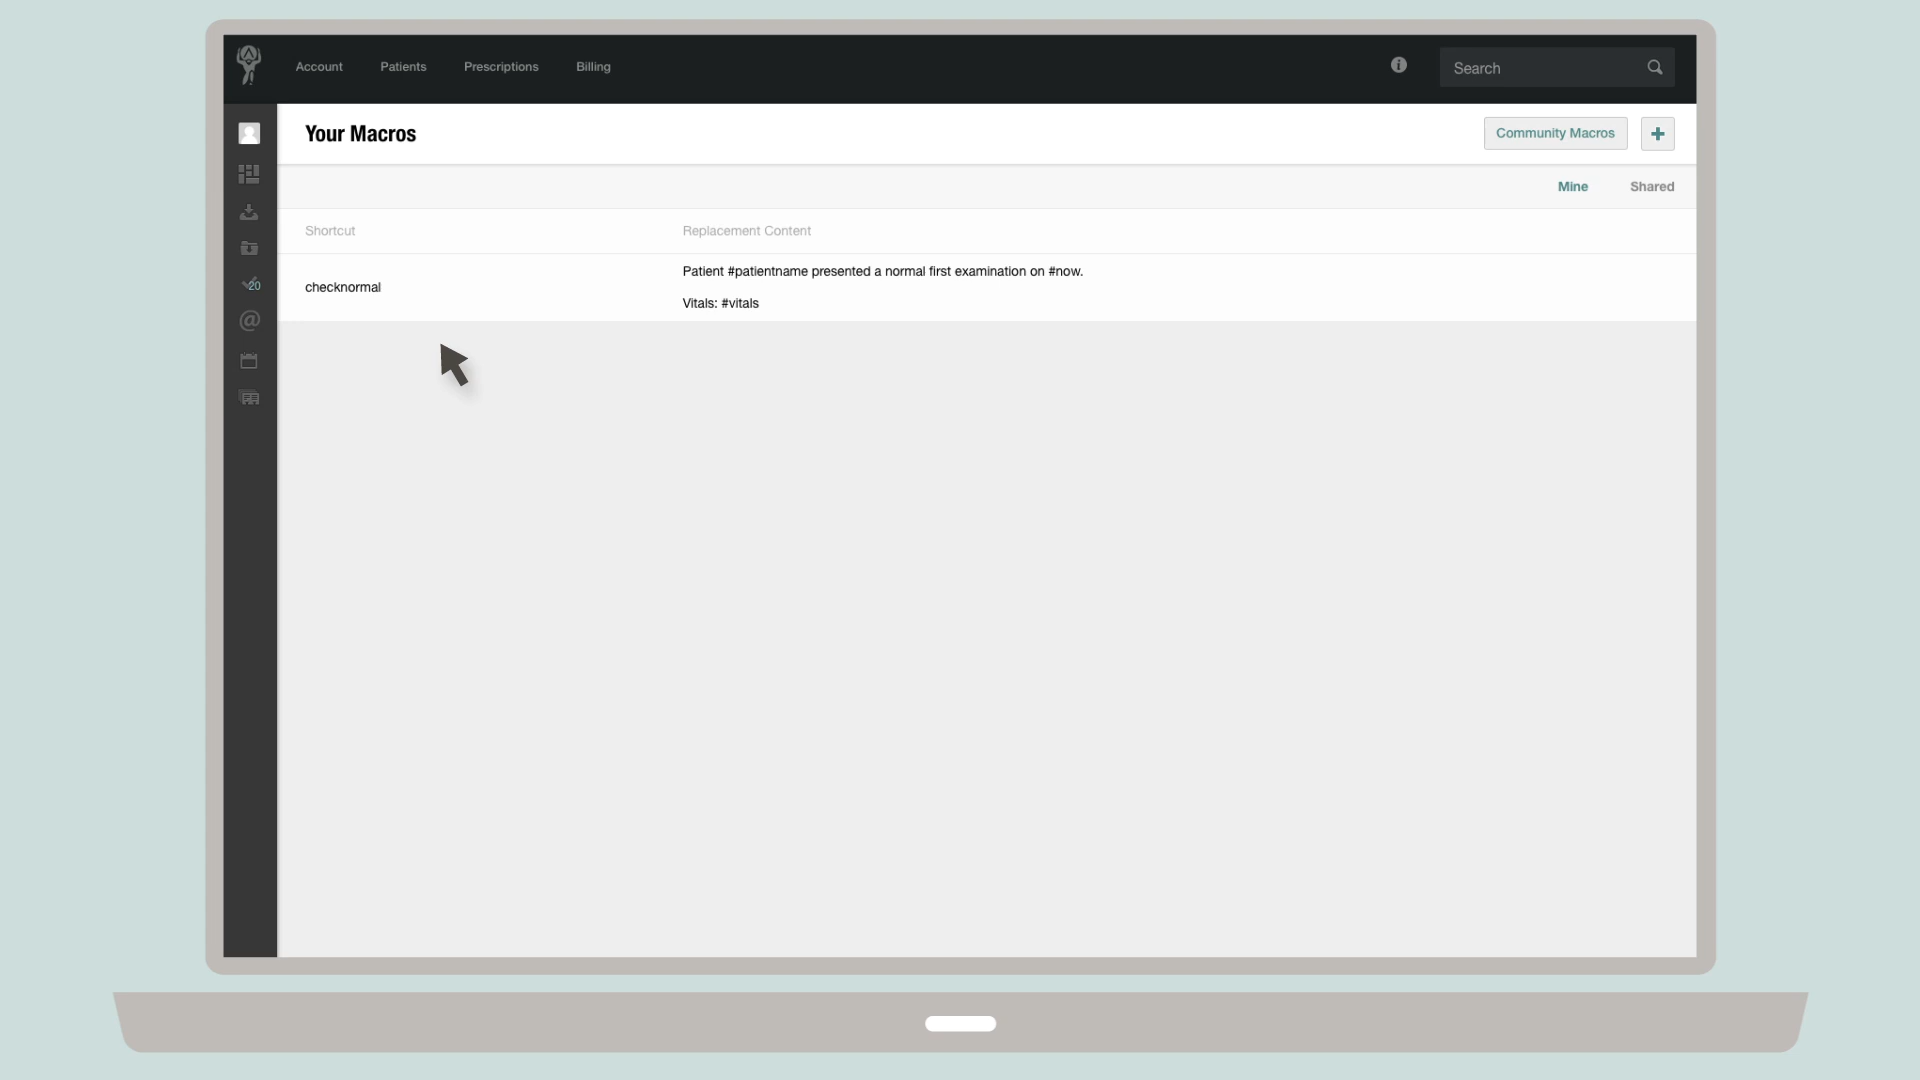 Account Patients Prescriptions Billing Search
Your Macros Community Macros
Mine Shared
Shortcut Replacement Content
Patient #patientname presented a normal first examination on #now.
checknormal
Vitals: #vitals
20